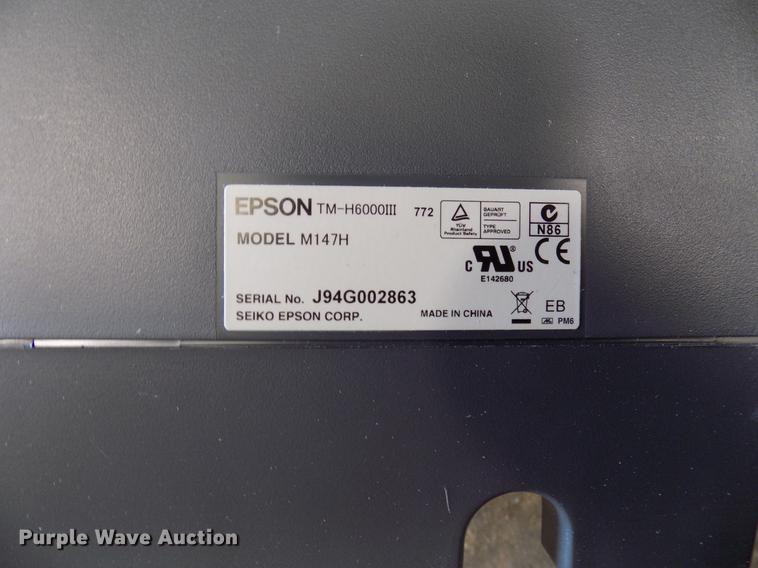 EPSON TM-H6000III 772
TÜV
Rheinland
Product Safety
BAUART
GEPRÜFT
TYPE
APPROVED
N86
MODEL M147H
C RU® US
E142680
CE
SERIAL No. J94G002863
SEIKO EPSON CORP. MADE IN CHINA
EB
PM6
Purple Wave Auction